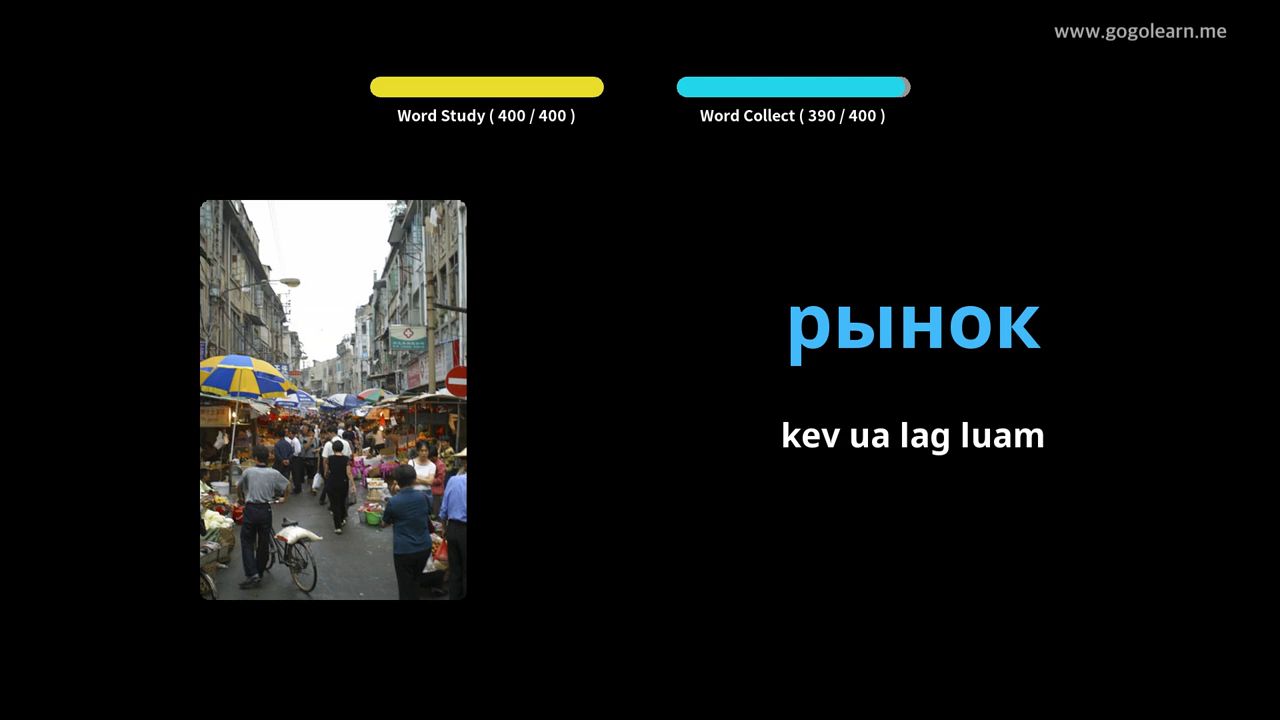 www.gogolearn.me
Word Study ( 400 / 400 )
Word Collect ( 390 / 400 )
рынок
kev ua lag luam